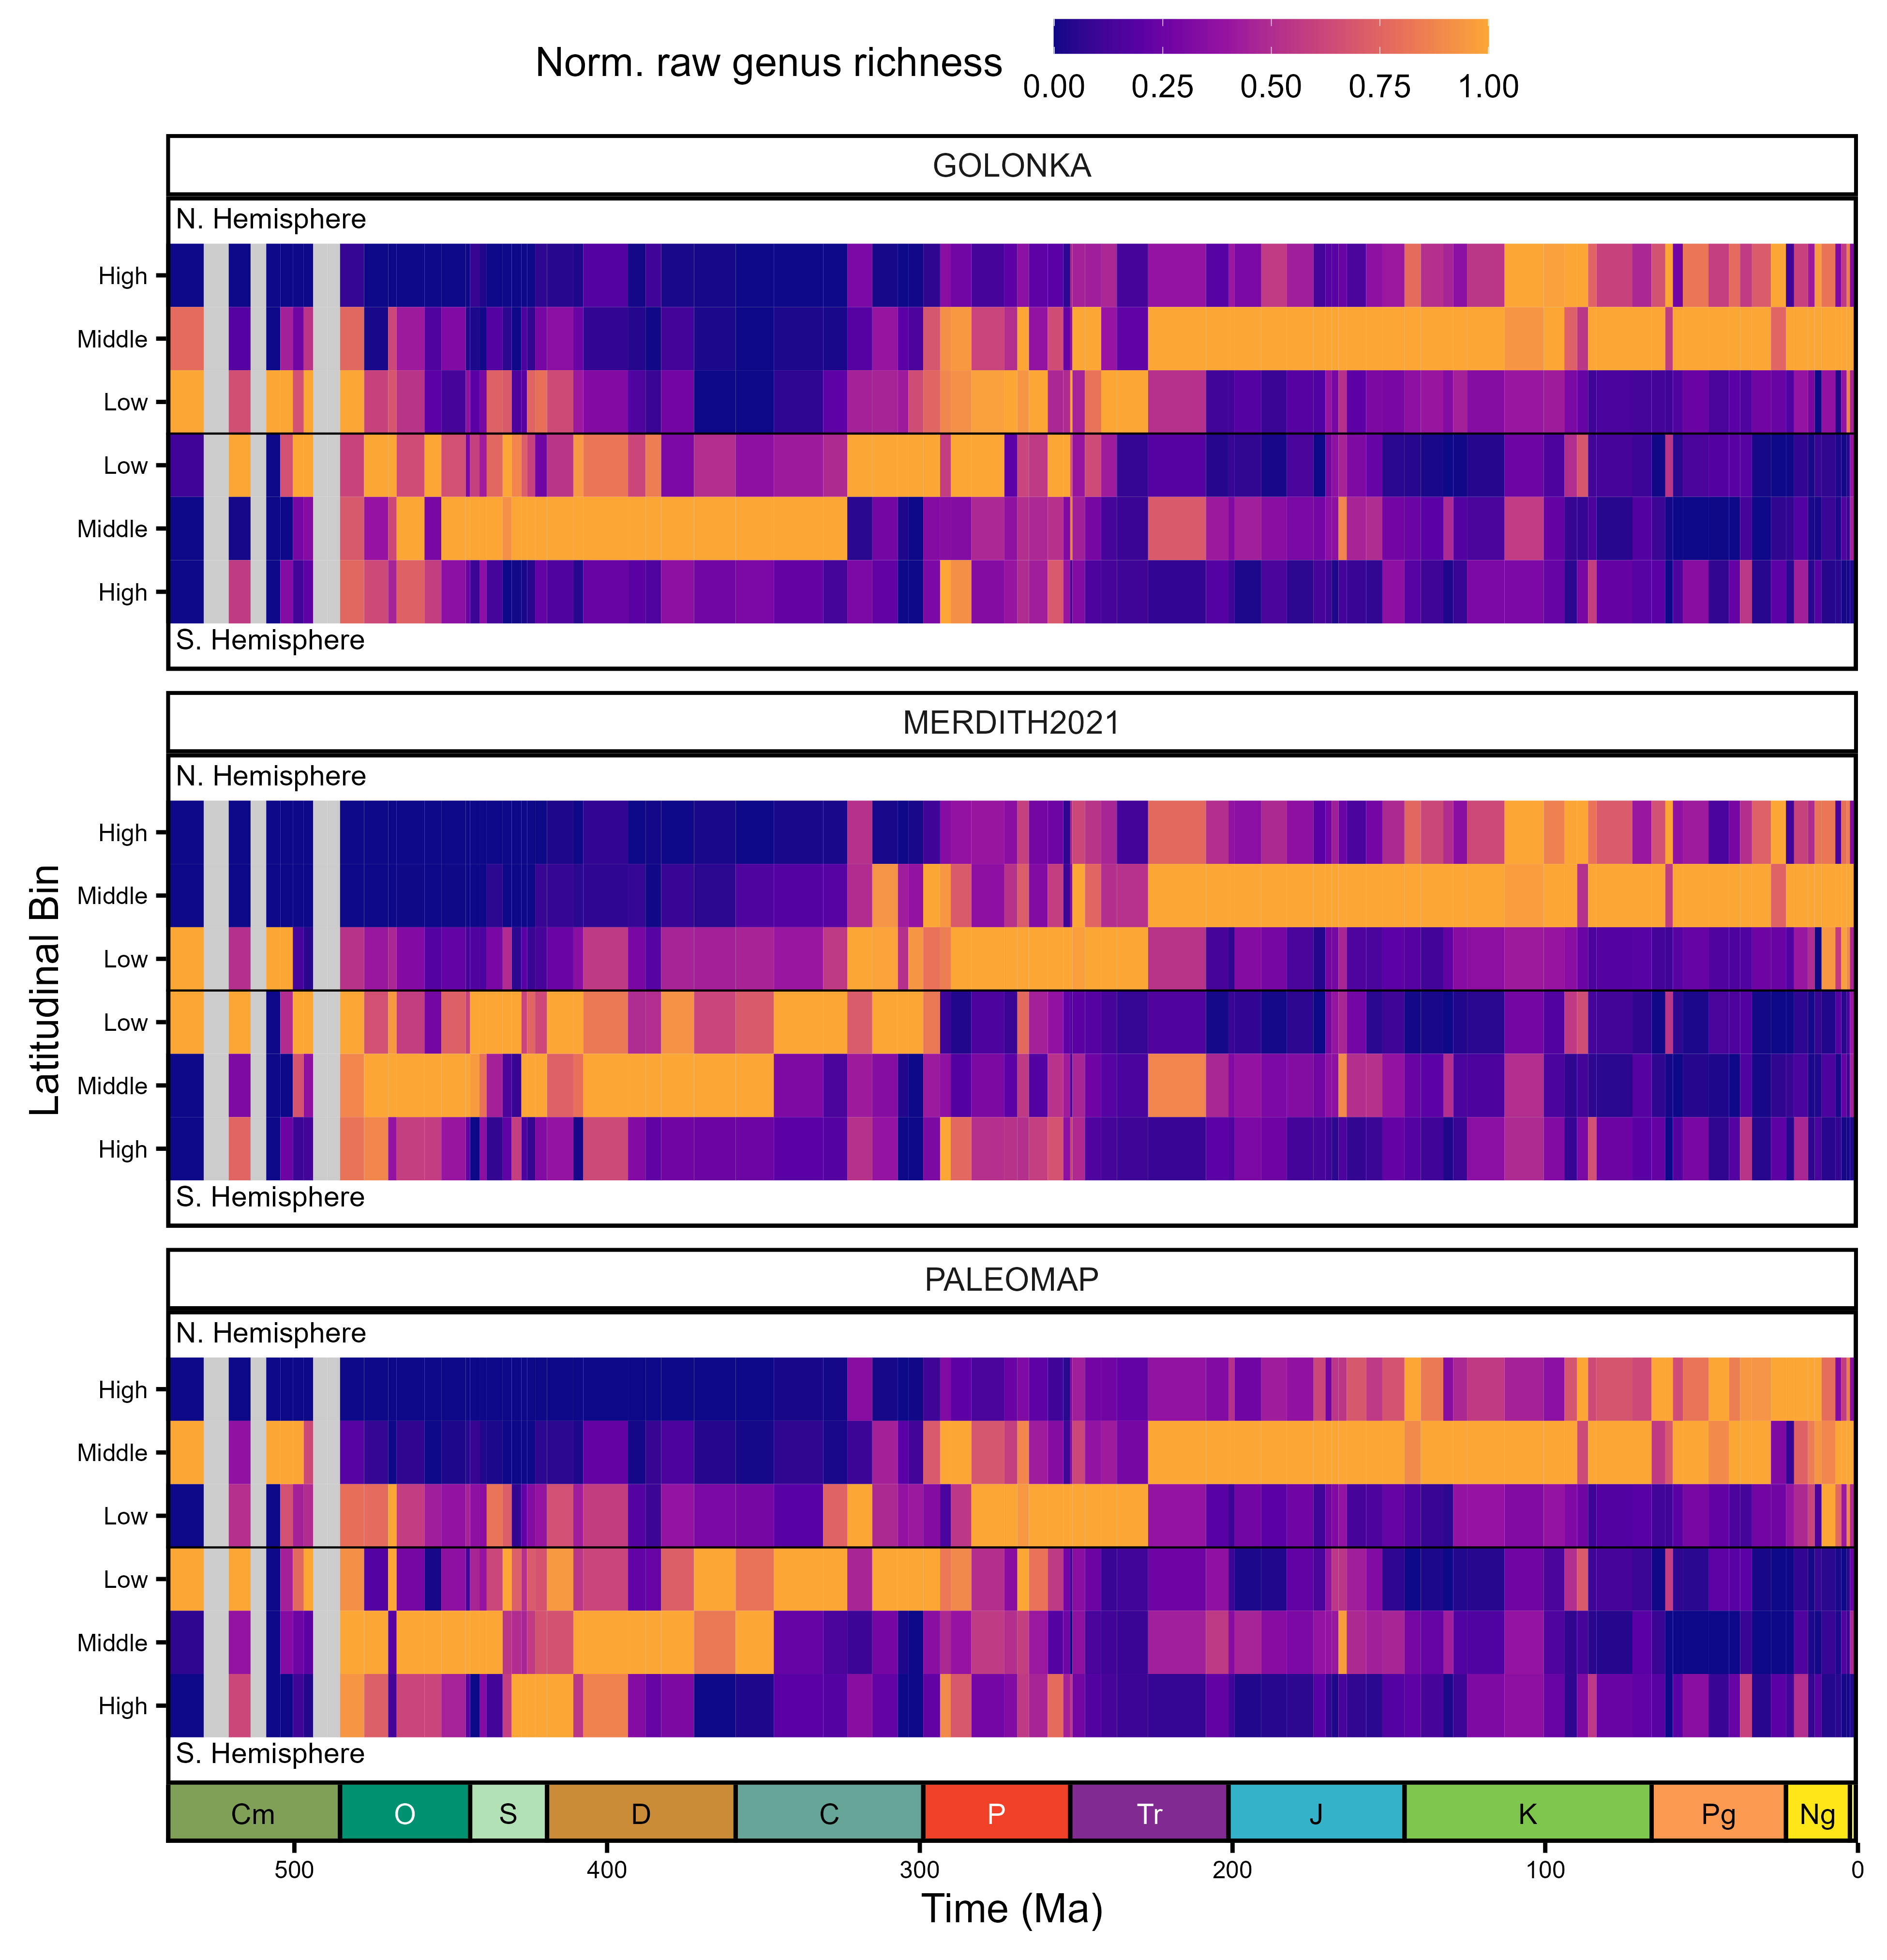 Norm. raw genus richness
0.00 0.25 0.50 0.75 1.00
GOLONKA
N. Hemisphere
High
Middle
Low
Low
Middle
High
S. Hemisphere
MERDITH2021
N. Hemisphere
High
Middle
Low
Low
Middle
High
S. Hemisphere
Latitudinal Bin
PALEOMAP
N. Hemisphere
High
Middle
Low
Low
Middle
High
S. Hemisphere
Cm O S D C P Tr J K Pg Ng
500 400 300 200 100 0
Time (Ma)